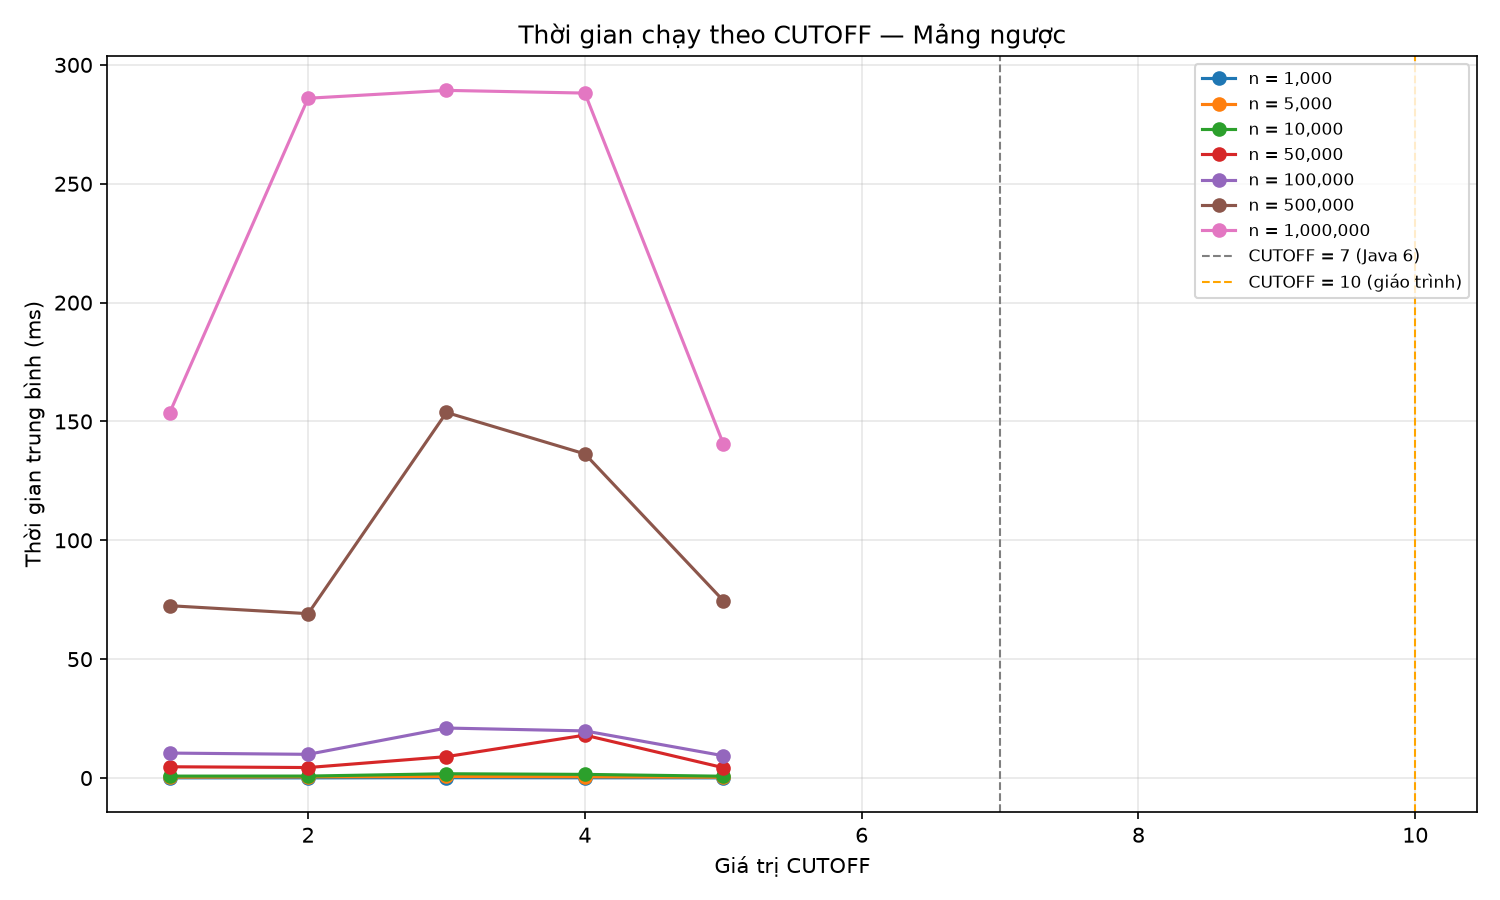 Thời gian chạy theo CUTOFF — Mảng ngược
300
250
200
150
100
50
0
Thời gian trung bình (ms)
n = 1,000
n = 5,000
n = 10,000
n = 50,000
n = 100,000
n = 500,000
n = 1,000,000
CUTOFF = 7 (Java 6)
CUTOFF = 10 (giáo trình)
2 4 6 8 10
Giá trị CUTOFF